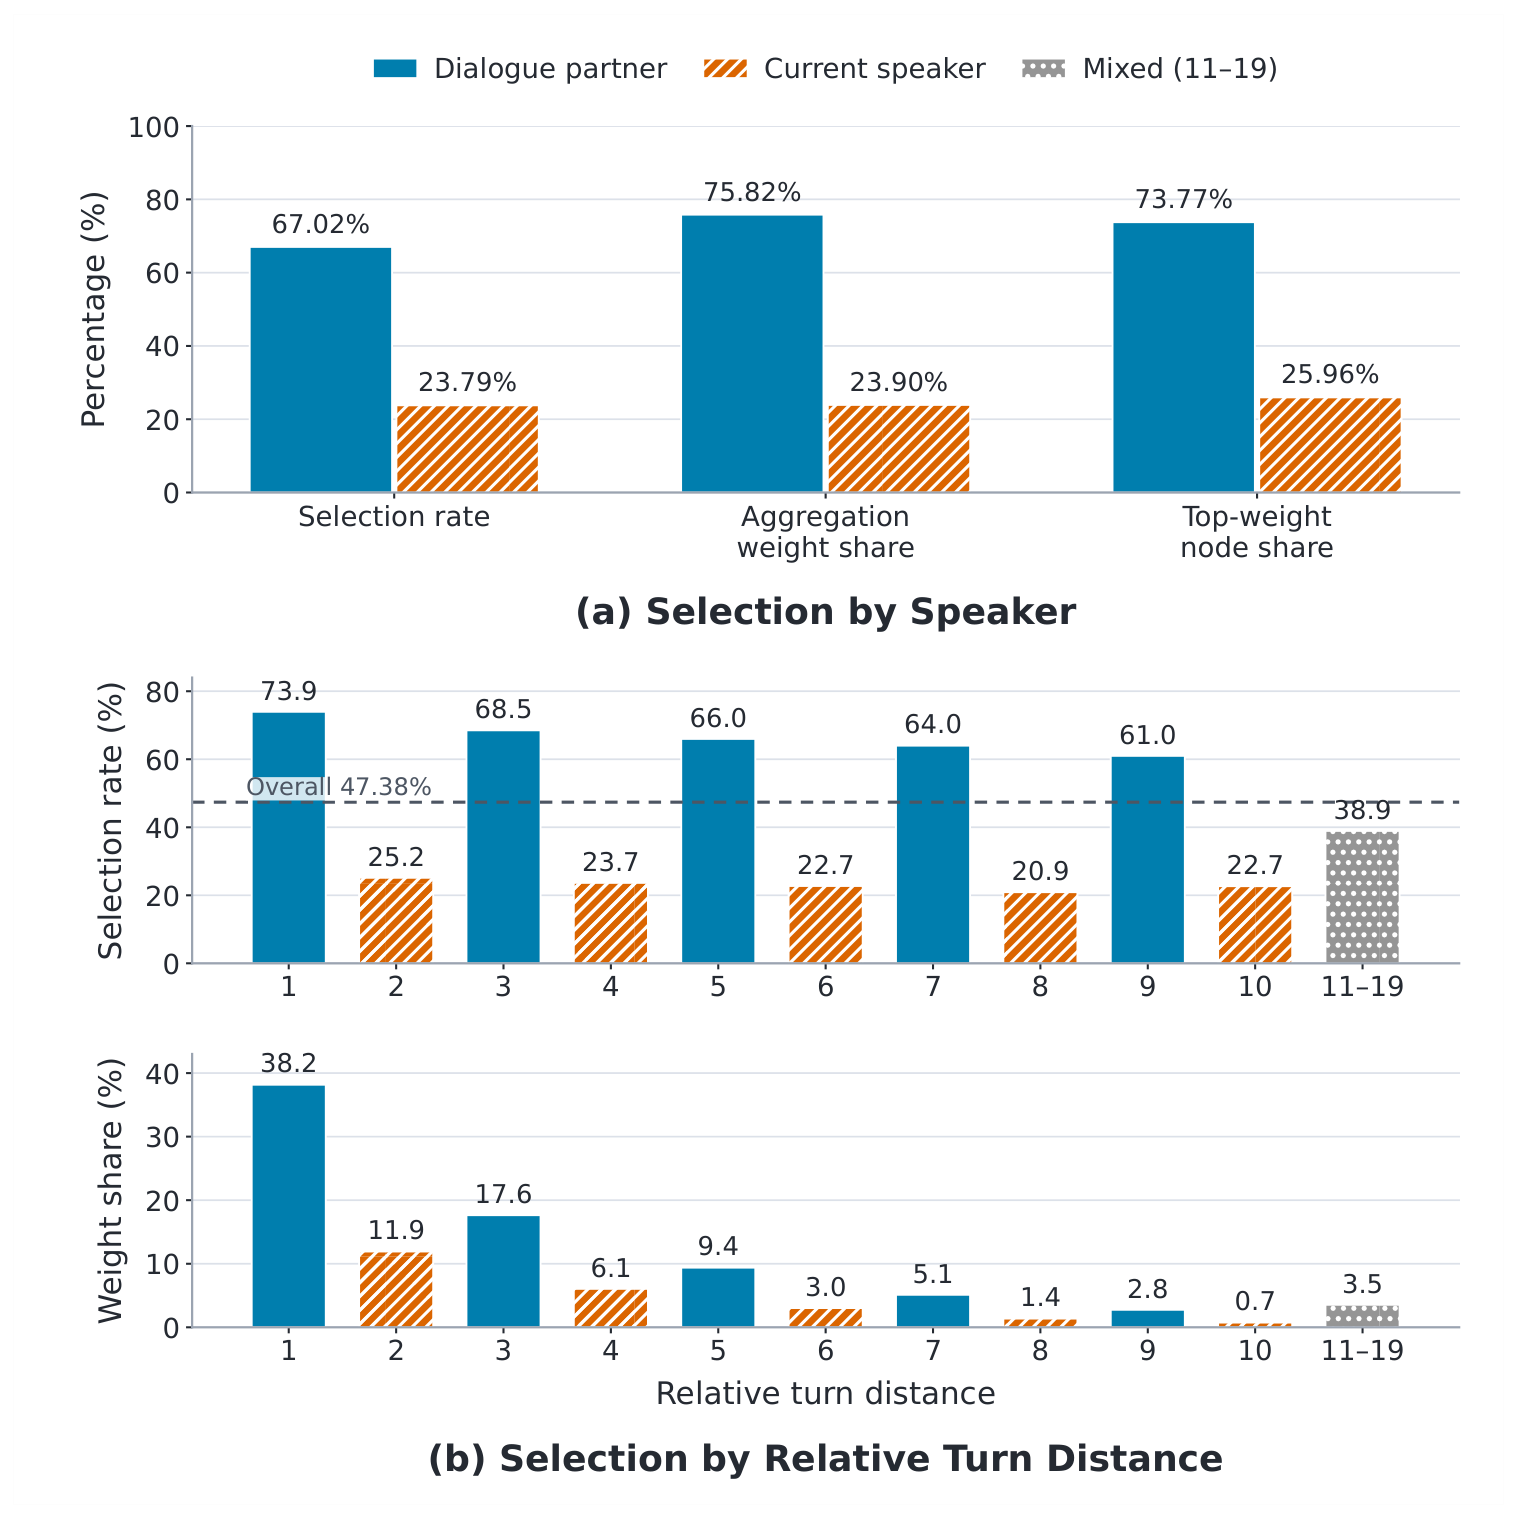 Dialogue partner Current speaker Mixed (11–19)
Percentage (%)
100
80
60
40
20
0
67.02% 23.79% 75.82% 23.90% 73.77% 25.96%
Selection rate
Aggregation
weight share
Top-weight
node share
(a) Selection by Speaker
Selection rate (%)
80
60
40
20
0
73.9 25.2 68.5 23.7 66.0 22.7 64.0 20.9 61.0 22.7 38.9
Overall 47.38%
1 2 3 4 5 6 7 8 9 10 11–19
Weight share (%)
40
30
20
10
0
38.2 11.9 17.6 6.1 9.4 3.0 5.1 1.4 2.8 0.7 3.5
1 2 3 4 5 6 7 8 9 10 11–19
Relative turn distance
(b) Selection by Relative Turn Distance